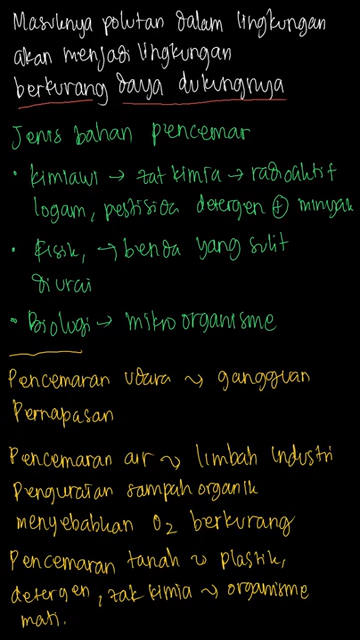 Masuknya polutan dalam lingkungan
akan menjadi lingkungan
berkurang daya dukungnya
Jenis bahan pencemar
• kimiawi → zat kimia → radioaktif
logam, pestisida detergen + minyak
• Fisik, → benda yang sulit
diurai
• Biologi → mikroorganisme
Pencemaran udara ~> gangguan
Pernapasan
Pencemaran air ~> limbah industri
Penguraian sampah organik
menyebabkan O₂ berkurang
Pencemaran tanah ~> plastik,
detergen, zak kimia ~> organisme
mati.